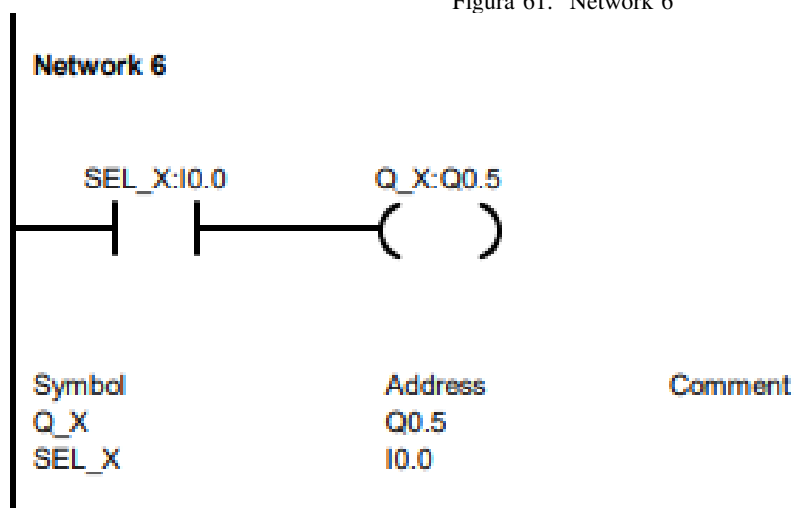 Figura 61. Network 6
Network 6
SEL_X:I0.0 Q_X:Q0.5
Symbol Address Comment
Q_X Q0.5
SEL_X I0.0